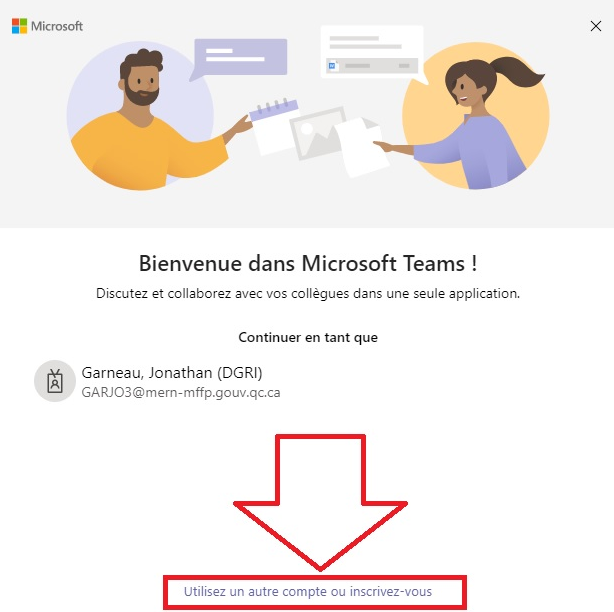 Microsoft
Bienvenue dans Microsoft Teams !
Discutez et collaborez avec vos collègues dans une seule application.
Continuer en tant que
Garneau, Jonathan (DGRI)
GARJO3@mern-mffp.gouv.qc.ca
Utilisez un autre compte ou inscrivez-vous